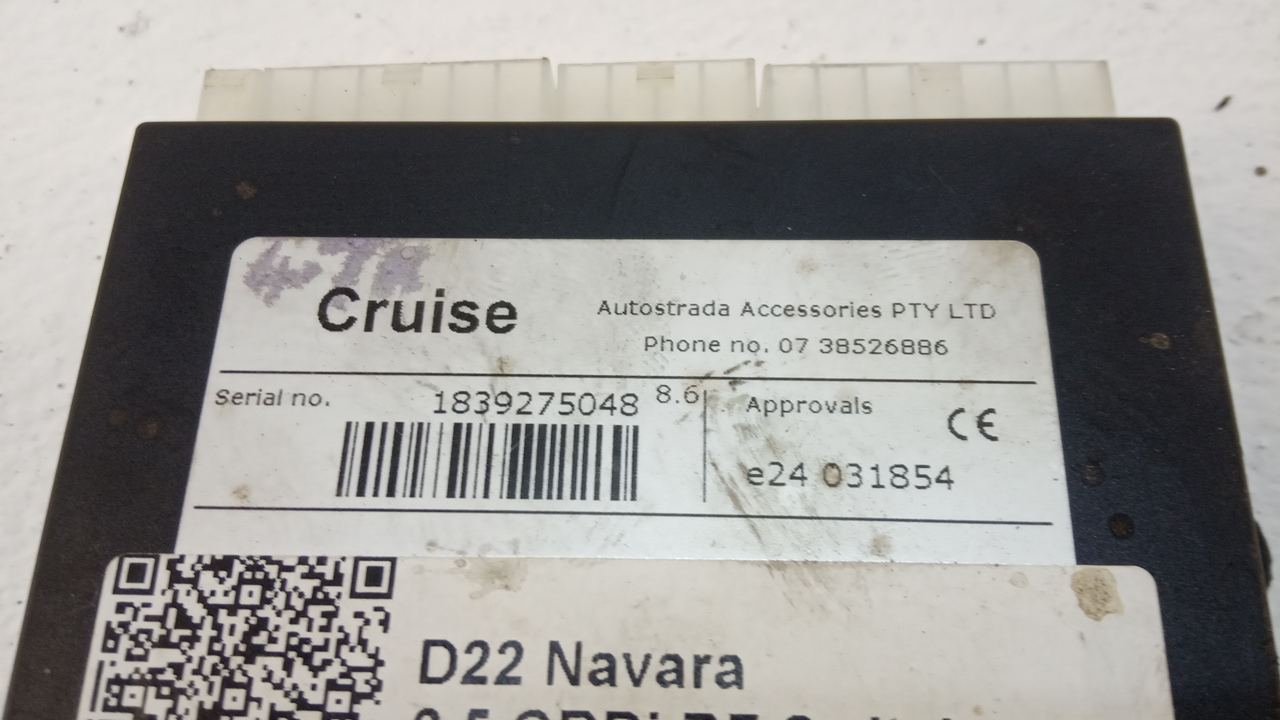 Cruise
Autostrada Accessories PTY LTD
Phone no. 07 38526886
Serial no.
1839275048 8.6
Approvals
CE
e24 031854
D22 Navara